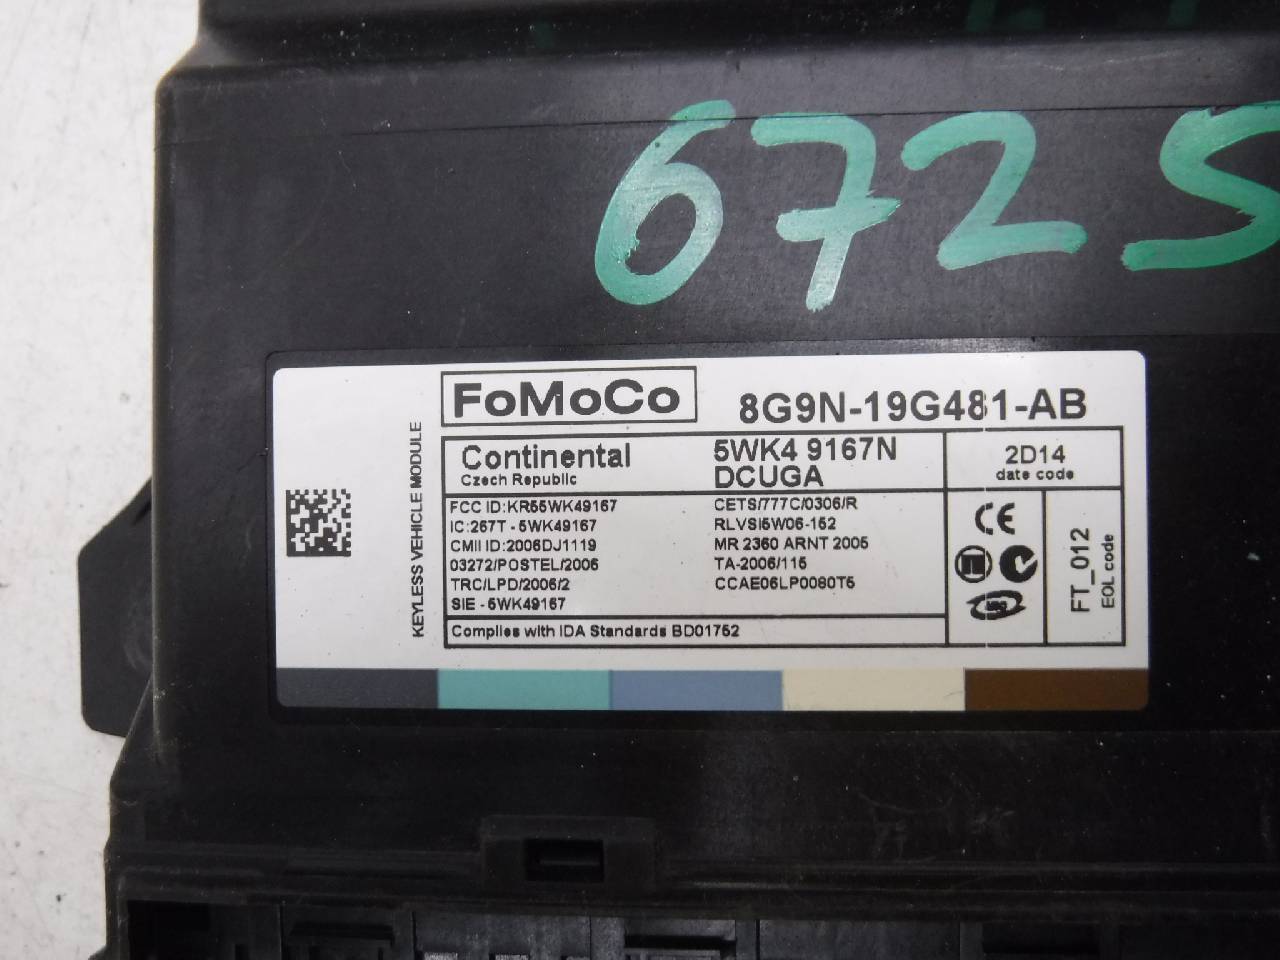 672S
FoMoCo
8G9N-19G481-AB
KEYLESS VEHICLE MODULE
Continental
Czech Republic
5WK4 9167N
DCUGA
2D14
date code
FCC ID:KR55WK49167
IC:267T - 5WK49167
CMII ID:2006DJ1119
03272/POSTEL/2006
TRC/LPD/2006/2
SIE - 5WK49167
CETS/777C/0306/R
RLVSI5W06-152
MR 2360 ARNT 2005
TA-2006/115
CCAE06LP0080T5
CE
FT_012
EOL code
Complies with IDA Standards BD01752